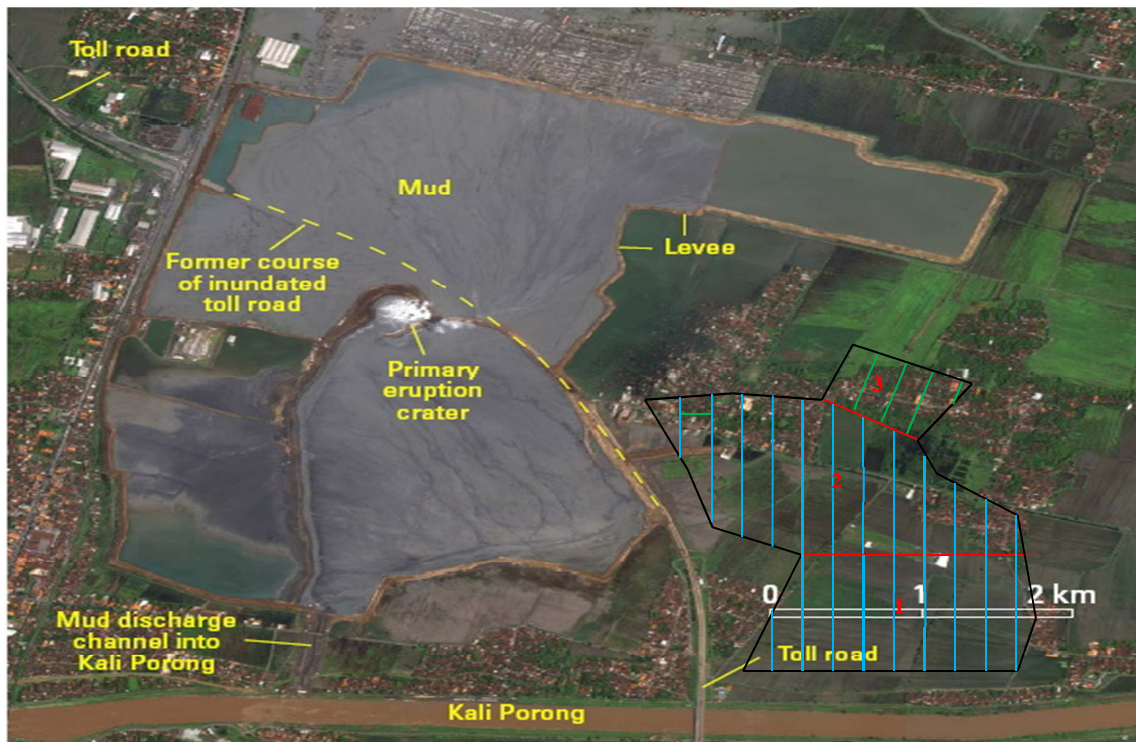 Toll road
Mud
Levee
Former course
of inundated
toll road
Primary
eruption
crater
3
2
0 1 2 km
1
Mud discharge
channel into
Kali Porong
Toll road
Kali Porong